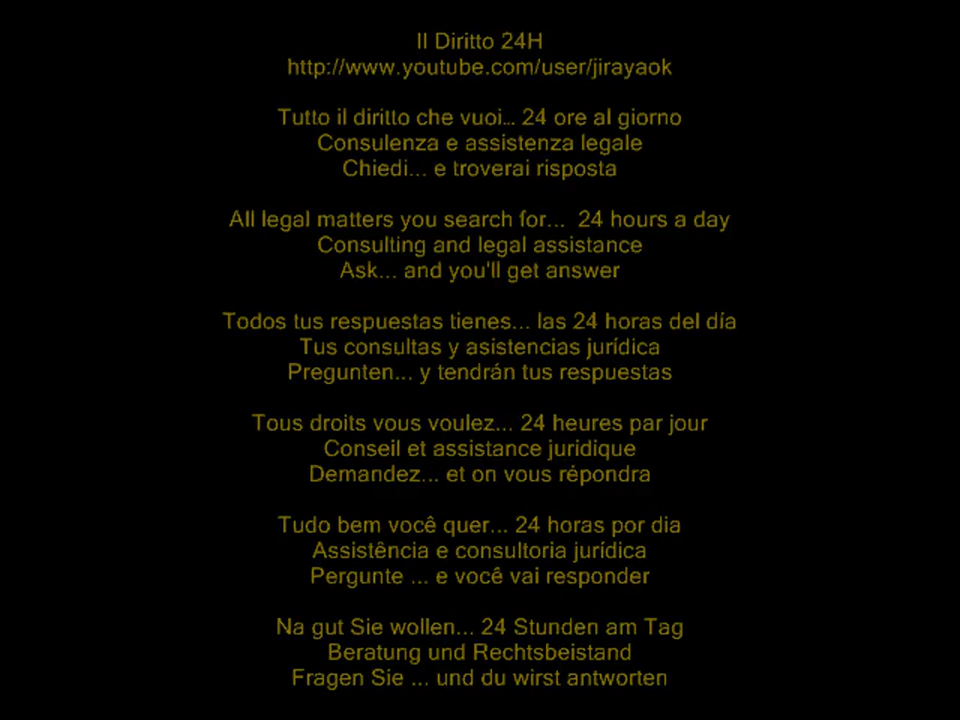 Il Diritto 24H
http://www.youtube.com/user/jirayaok
Tutto il diritto che vuoi... 24 ore al giorno
Consulenza e assistenza legale
Chiedi... e troverai risposta
All legal matters you search for...  24 hours a day
Consulting and legal assistance
Ask... and you'll get answer
Todos tus respuestas tienes... las 24 horas del día
Tus consultas y asistencias jurídica
Pregunten... y tendrán tus respuestas
Tous droits vous voulez... 24 heures par jour
Conseil et assistance juridique
Demandez... et on vous répondra
Tudo bem você quer... 24 horas por dia
Assistência e consultoria jurídica
Pergunte ... e você vai responder
Na gut Sie wollen... 24 Stunden am Tag
Beratung und Rechtsbeistand
Fragen Sie ... und du wirst antworten